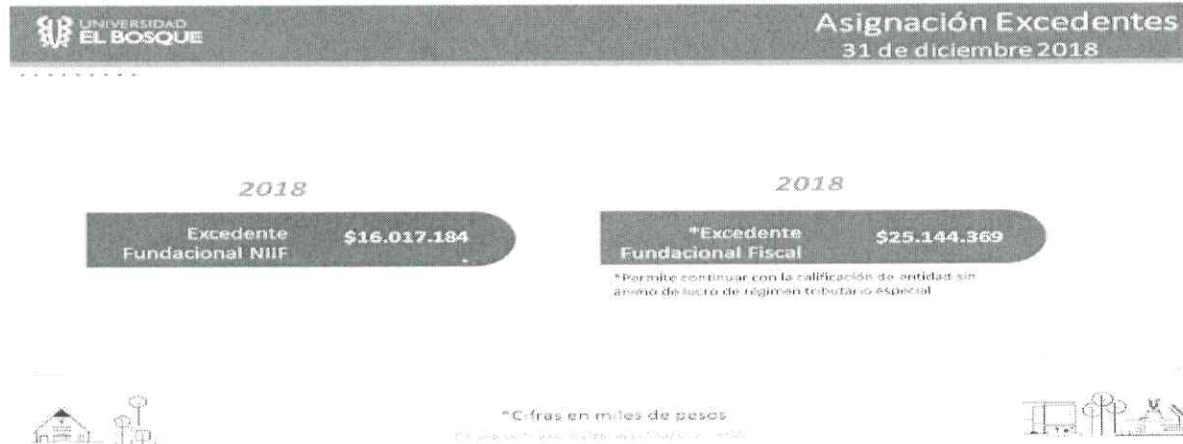 UNIVERSIDAD
EL BOSQUE
Asignación Excedentes
31 de diciembre 2018
2018
Excedente
Fundacional NIIF
$16.017.184
2018
*Excedente
Fundacional Fiscal
$25.144.369
*Permite continuar con la calificación de entidad sin
ánimo de lucro de régimen tributario especial
*Cifras en miles de pesos